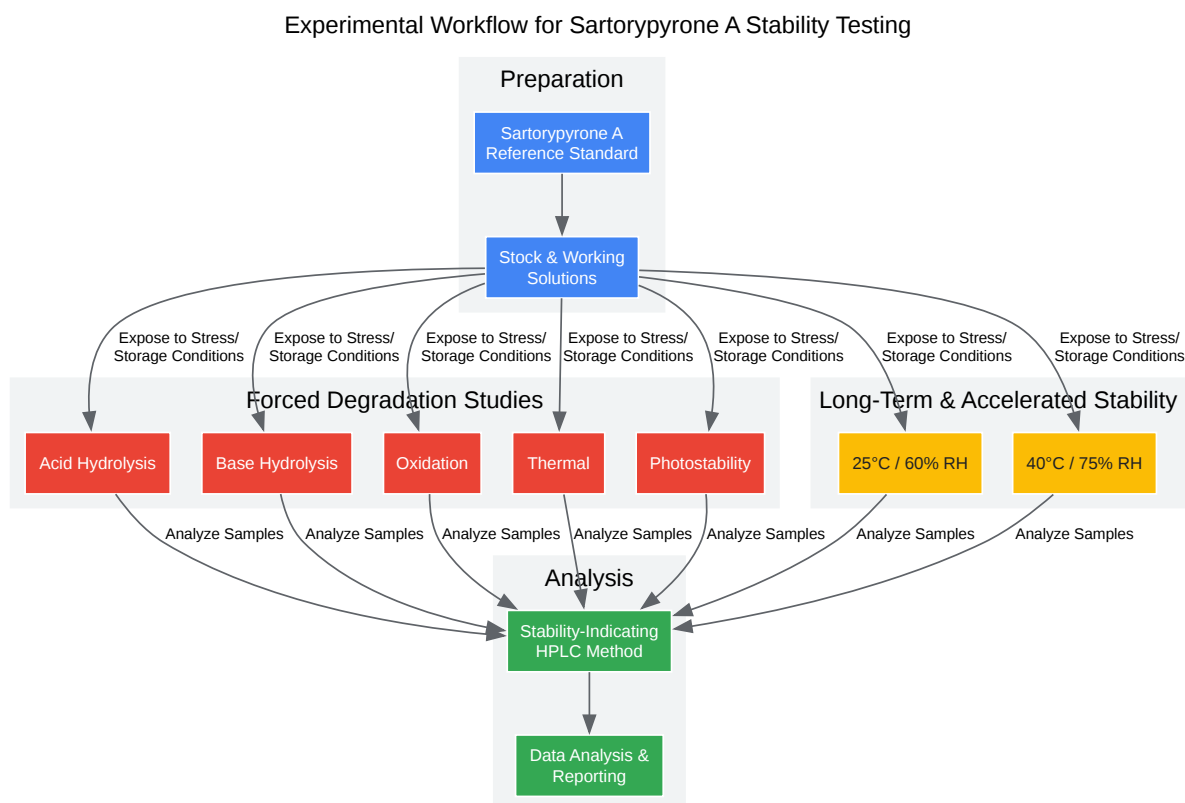 Experimental Workflow for Sartorypyrone A Stability Testing
Preparation
Sartorypyrone A
Reference Standard
Stock & Working
Solutions
Expose to Stress/
Storage Conditions
Expose to Stress/
Storage Conditions
Expose to Stress/
Storage Conditions
Expose to Stress/
Storage Conditions
Expose to Stress/
Storage Conditions
Expose to Stress/
Storage Conditions
Expose to Stress/
Storage Conditions
Forced Degradation Studies
Long-Term & Accelerated Stability
Acid Hydrolysis
Base Hydrolysis
Oxidation
Thermal
Photostability
25°C / 60% RH
40°C / 75% RH
Analyze Samples
Analyze Samples
Analyze Samples
Analyze Samples
Analyze Samples
Analyze Samples
Analyze Samples
Analysis
Stability-Indicating
HPLC Method
Data Analysis &
Reporting